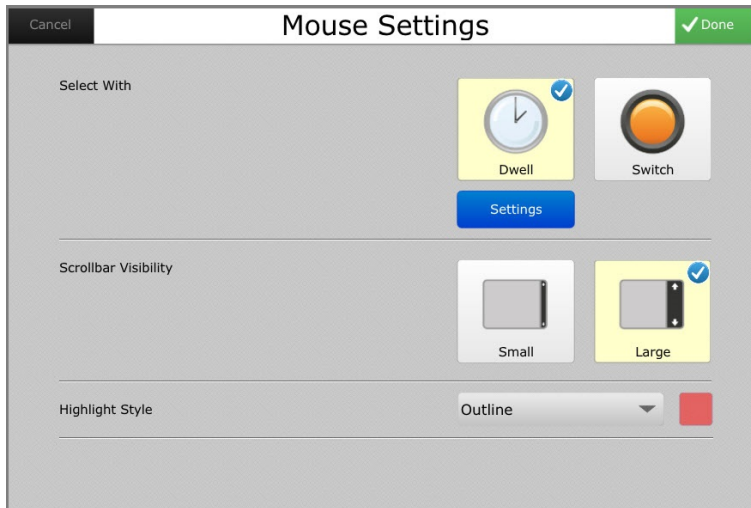 Cancel
Mouse Settings
Done
Select With
Dwell
Switch
Settings
Scrollbar Visibility
Small
Large
Highlight Style
Outline